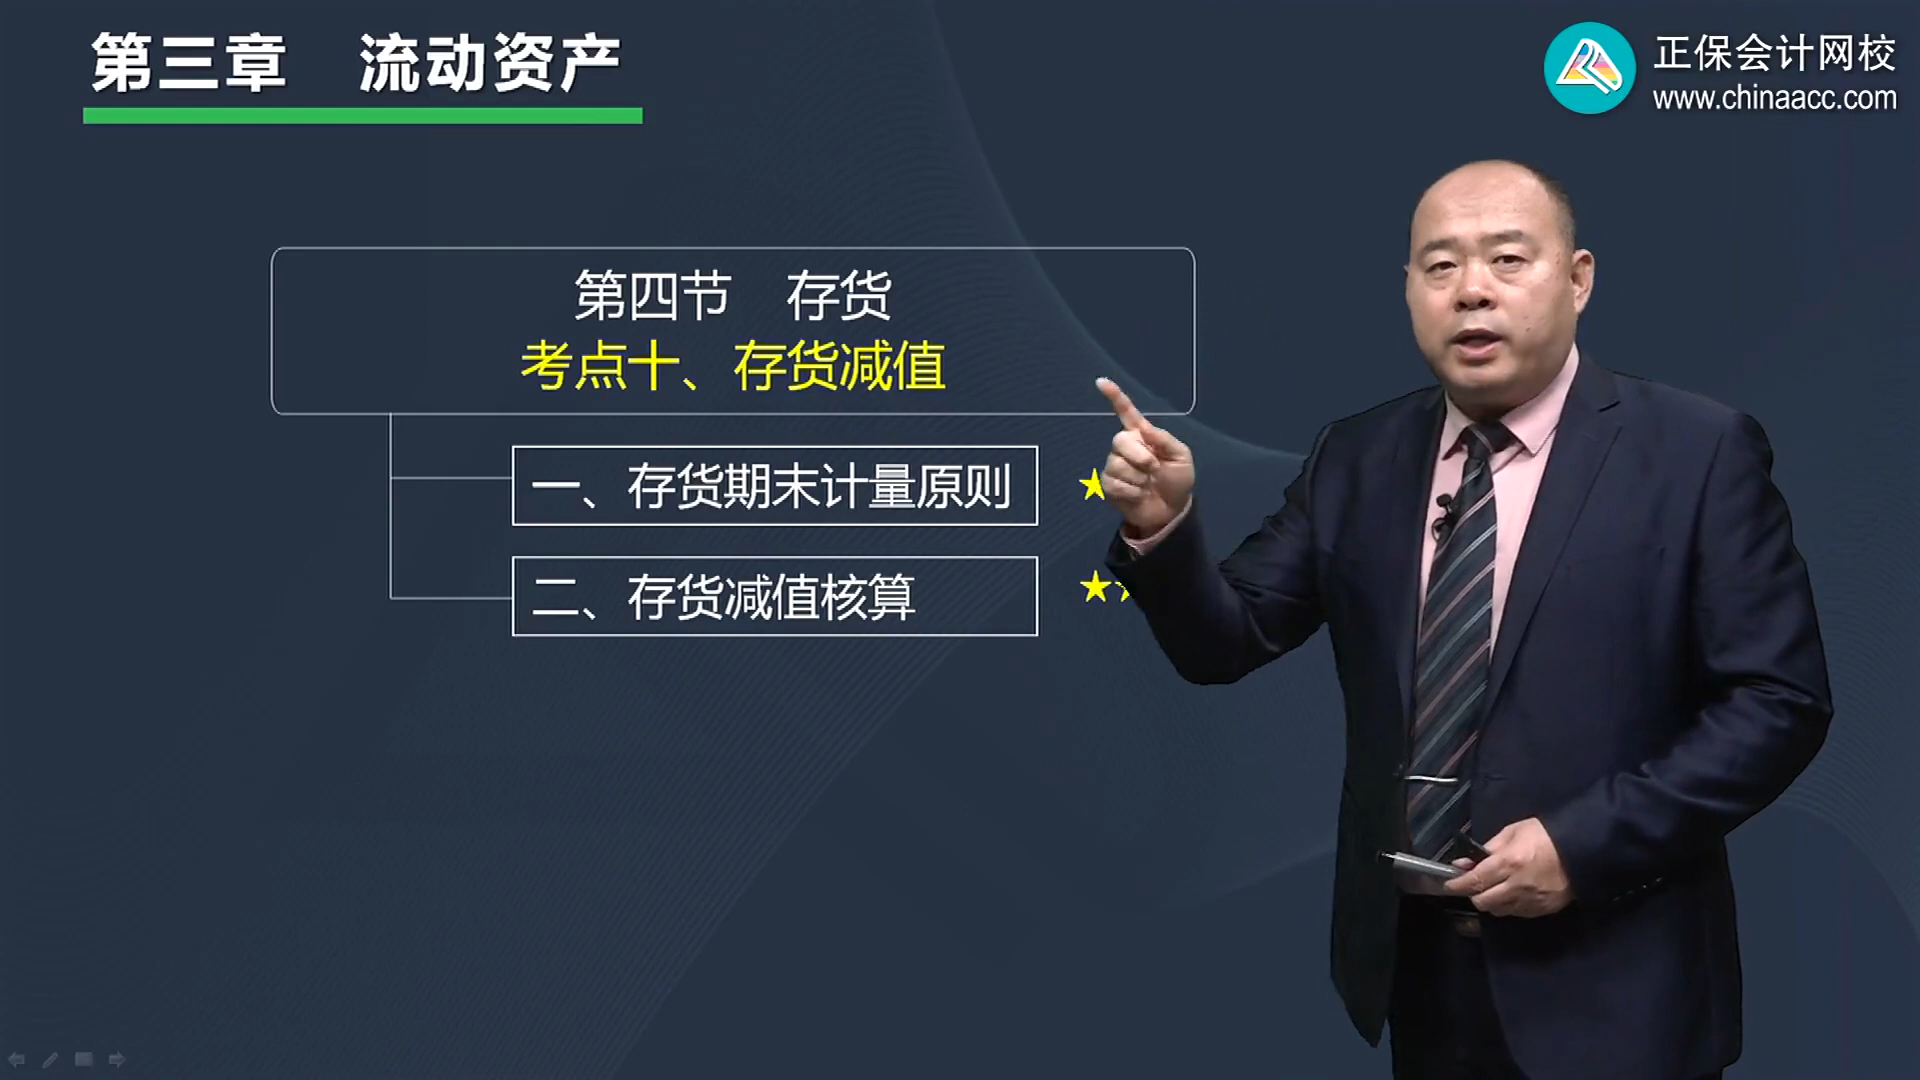 第三章 流动资产
正保会计网校
www.chinaacc.com
第四节 存货
考点十、存货减值
一、存货期末计量原则
二、存货减值核算